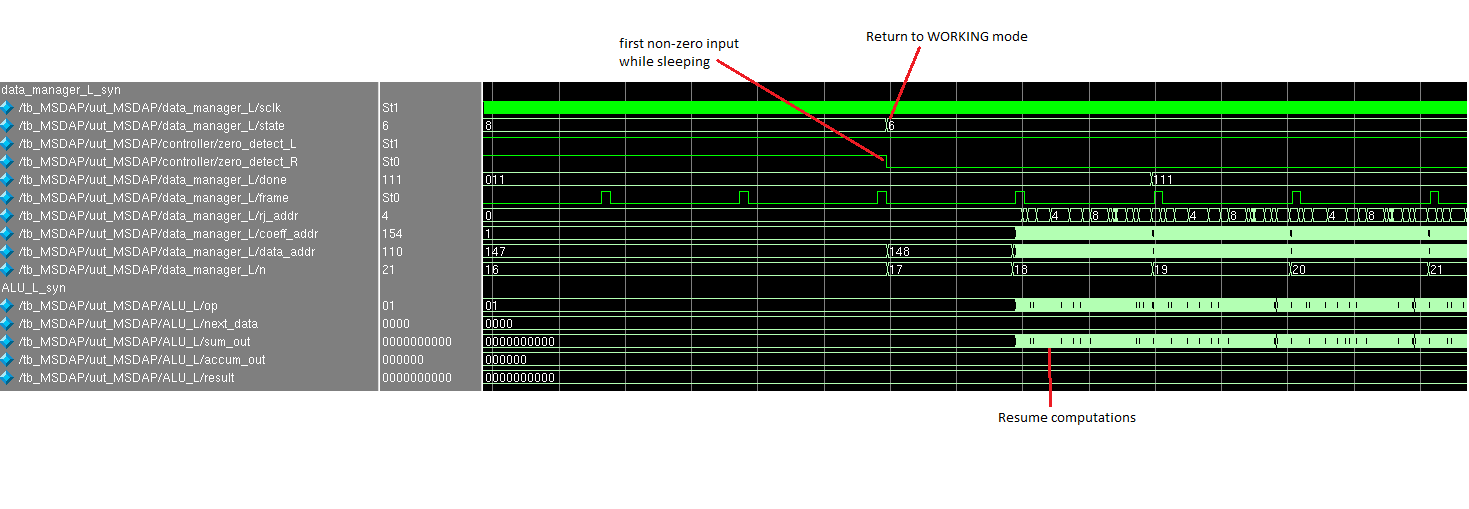 Return to WORKING mode
first non-zero input
while sleeping
data_manager_L_syn
/tb_MSDAP/uut_MSDAP/data_manager_L/sclk St1
/tb_MSDAP/uut_MSDAP/data_manager_L/state 6 8 6
/tb_MSDAP/uut_MSDAP/controller/zero_detect_L St1
/tb_MSDAP/uut_MSDAP/controller/zero_detect_R St0
/tb_MSDAP/uut_MSDAP/data_manager_L/done 111 011 111
/tb_MSDAP/uut_MSDAP/data_manager_L/frame St0
/tb_MSDAP/uut_MSDAP/data_manager_L/rj_addr 4 0 4 8 4 8 4 8
/tb_MSDAP/uut_MSDAP/data_manager_L/coeff_addr 154 1
/tb_MSDAP/uut_MSDAP/data_manager_L/data_addr 110 147 148
/tb_MSDAP/uut_MSDAP/data_manager_L/n 21 16 17 18 19 20 21
ALU_L_syn
/tb_MSDAP/uut_MSDAP/ALU_L/op 01 01
/tb_MSDAP/uut_MSDAP/ALU_L/next_data 0000 0000
/tb_MSDAP/uut_MSDAP/ALU_L/sum_out 0000000000 0000000000
/tb_MSDAP/uut_MSDAP/ALU_L/accum_out 000000 000000
/tb_MSDAP/uut_MSDAP/ALU_L/result 0000000000 0000000000
Resume computations